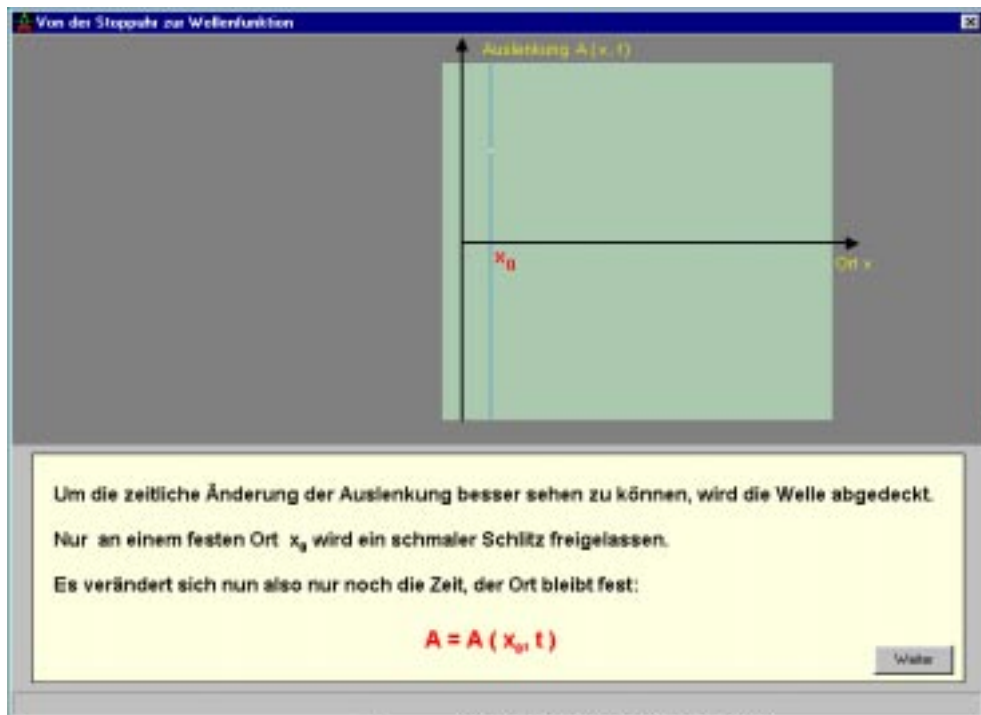 Von der Stoppuhr zur Wellenfunktion
Auslenkung A (x, t)
x₀
Ort x
Um die zeitliche Änderung der Auslenkung besser sehen zu können, wird die Welle abgedeckt.
Nur an einem festen Ort x₀ wird ein schmaler Schlitz freigelassen.
Es verändert sich nun also nur noch die Zeit, der Ort bleibt fest:
A = A ( x₀, t )
Weiter